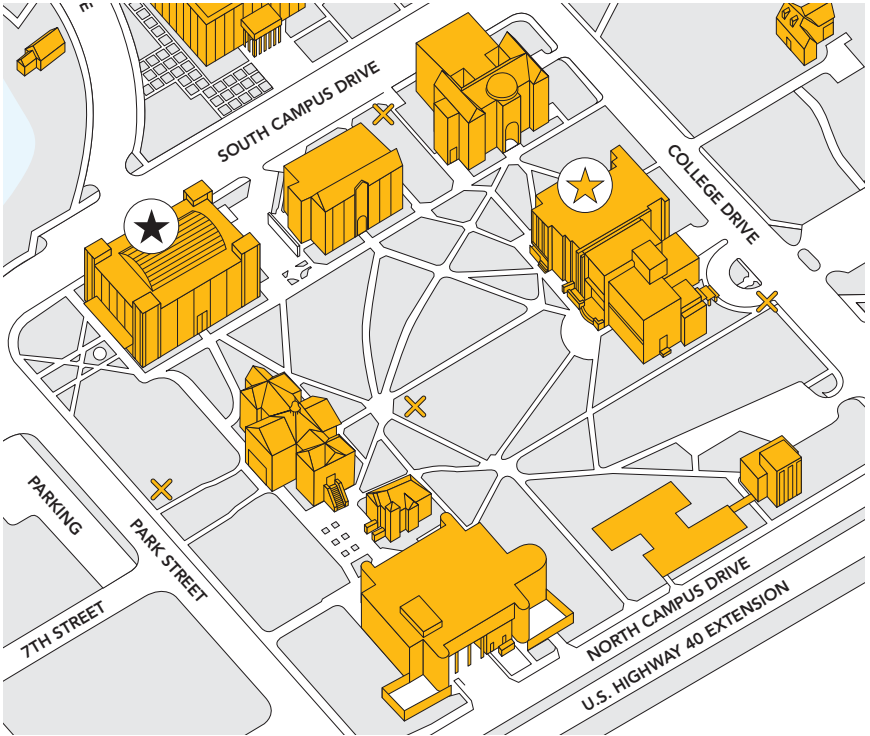 SOUTH CAMPUS DRIVE
COLLEGE DRIVE
PARKING
PARK STREET
7TH STREET
NORTH CAMPUS DRIVE
U.S. HIGHWAY 40 EXTENSION